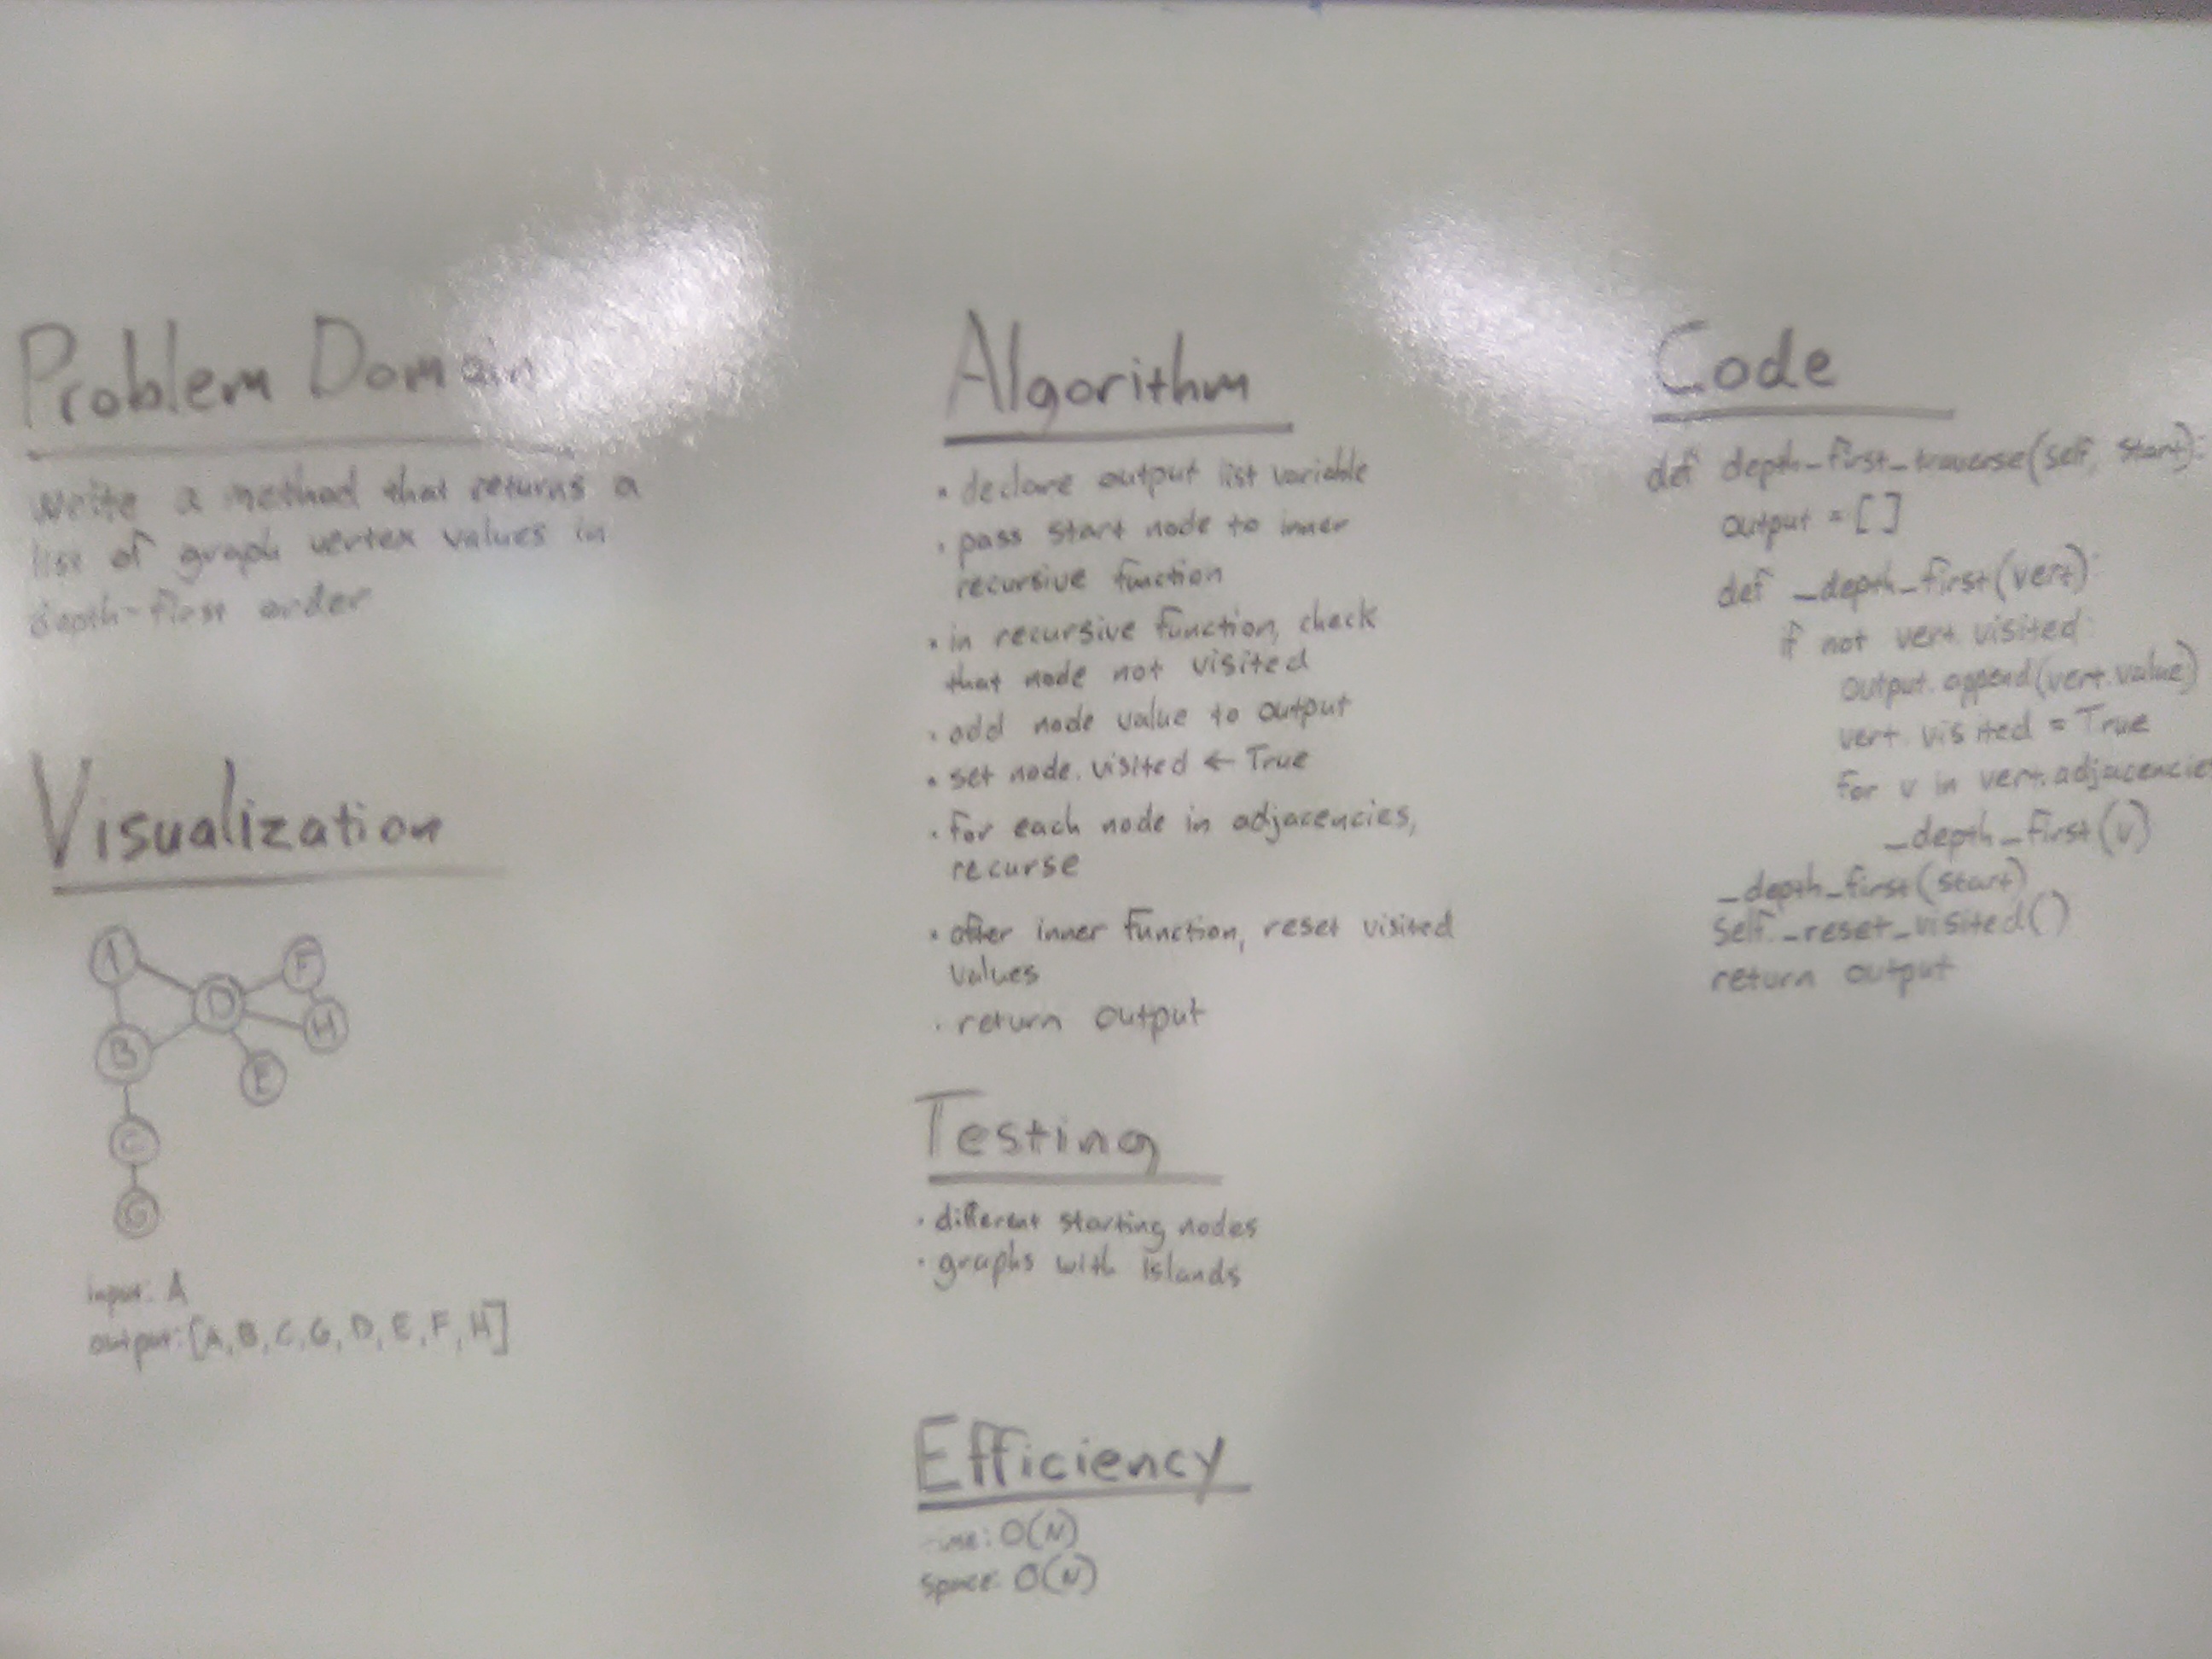 Problem Domain
Write a method that returns a
list of graph vertex values in
depth-first order
Visualization
A
F
D
H
B
E
C
G
input: A
output: [A, B, C, G, D, E, F, H]
Algorithm
• declare output list variable
• pass start node to inner
recursive function
• in recursive function, check
that node not visited
• add node value to output
• set node.visited ← True
• for each node in adjacencies,
recurse
• after inner function, reset visited
values
• return output
Testing
• different starting nodes
• graphs with islands
Efficiency
Time: O(N)
Space: O(N)
Code
def depth_first_traverse(self, start):
output = []
def _depth_first(vert):
if not vert.visited:
output.append(vert.value)
vert.visited = True
for v in vert.adjacencies
_depth_first(v)
_depth_first(start)
self._reset_visited()
return output